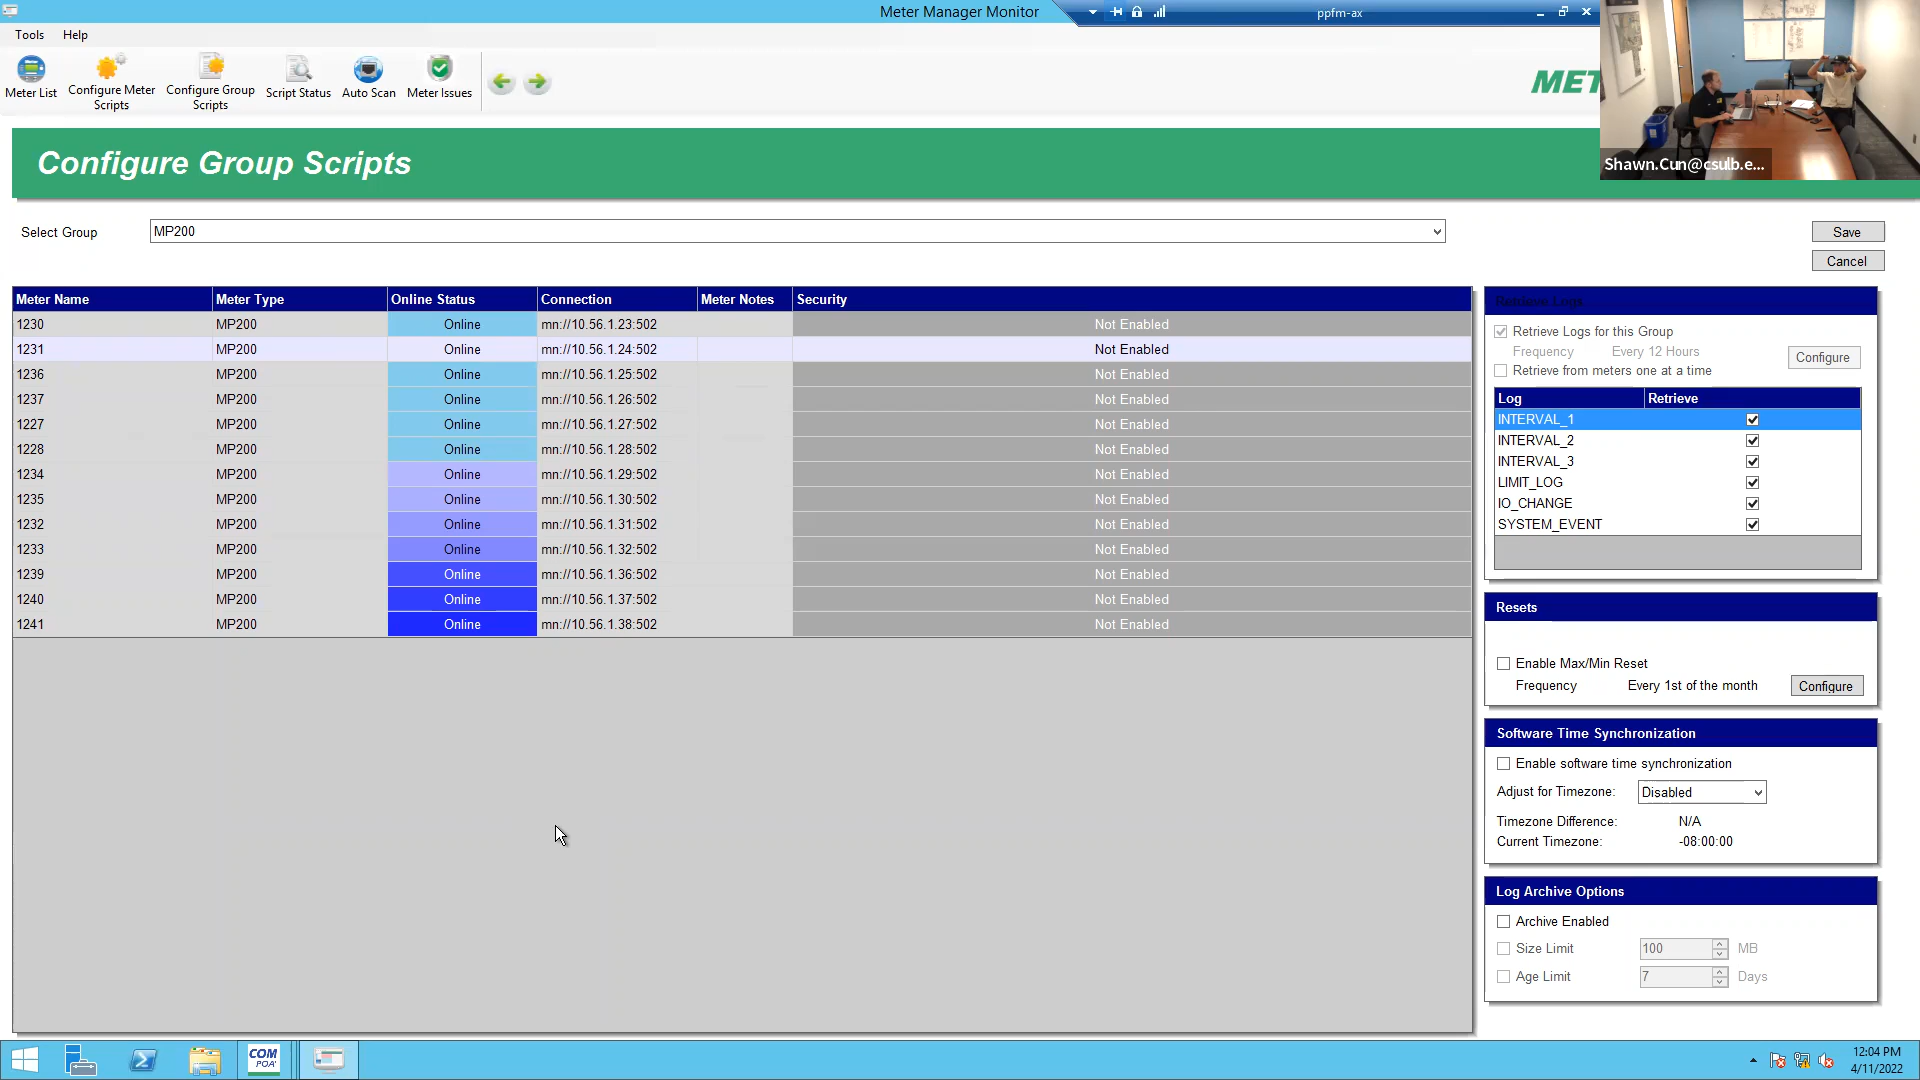 Meter Manager Monitor
ppfm-ax
Tools Help
Meter List
Configure Meter Scripts
Configure Group Scripts
Script Status
Auto Scan
Meter Issues
MET
Shawn.Cun@csulb.e...
Configure Group Scripts
Select Group MP200
Save
Cancel
Meter Name Meter Type Online Status Connection Meter Notes Security
1230 MP200 Online mn://10.56.1.23:502 Not Enabled
1231 MP200 Online mn://10.56.1.24:502 Not Enabled
1236 MP200 Online mn://10.56.1.25:502 Not Enabled
1237 MP200 Online mn://10.56.1.26:502 Not Enabled
1227 MP200 Online mn://10.56.1.27:502 Not Enabled
1228 MP200 Online mn://10.56.1.28:502 Not Enabled
1234 MP200 Online mn://10.56.1.29:502 Not Enabled
1235 MP200 Online mn://10.56.1.30:502 Not Enabled
1232 MP200 Online mn://10.56.1.31:502 Not Enabled
1233 MP200 Online mn://10.56.1.32:502 Not Enabled
1239 MP200 Online mn://10.56.1.36:502 Not Enabled
1240 MP200 Online mn://10.56.1.37:502 Not Enabled
1241 MP200 Online mn://10.56.1.38:502 Not Enabled
Retrieve Logs
Retrieve Logs for this Group
Frequency Every 12 Hours
Configure
Retrieve from meters one at a time
Log Retrieve
INTERVAL_1
INTERVAL_2
INTERVAL_3
LIMIT_LOG
IO_CHANGE
SYSTEM_EVENT
Resets
Enable Max/Min Reset
Frequency Every 1st of the month Configure
Software Time Synchronization
Enable software time synchronization
Adjust for Timezone: Disabled
Timezone Difference: N/A
Current Timezone: -08:00:00
Log Archive Options
Archive Enabled
Size Limit 100 MB
Age Limit 7 Days
COM
12:04 PM
4/11/2022